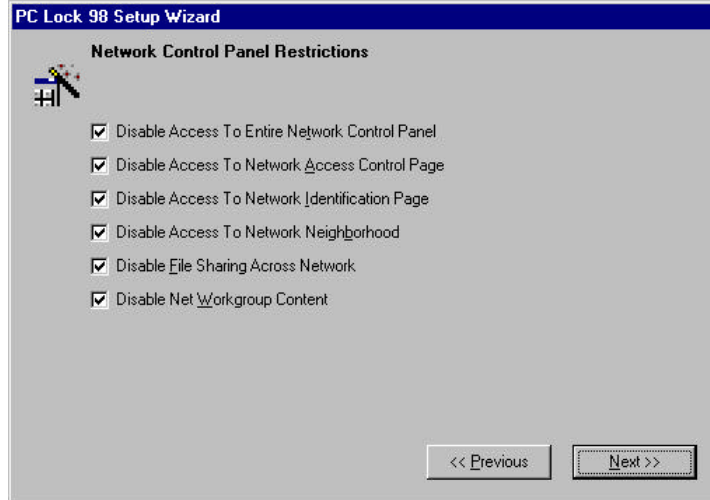 PC Lock 98 Setup Wizard
Network Control Panel Restrictions
Disable Access To Entire Network Control Panel
Disable Access To Network Access Control Page
Disable Access To Network Identification Page
Disable Access To Network Neighborhood
Disable File Sharing Across Network
Disable Net Workgroup Content
<< Previous
Next >>